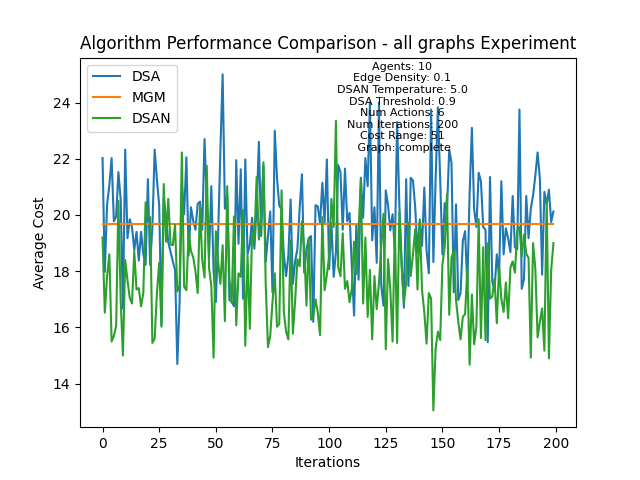 Algorithm Performance Comparison - all graphs Experiment
DSA
MGM
DSAN
Agents: 10
Edge Density: 0.1
DSAN Temperature: 5.0
DSA Threshold: 0.9
Num Actions: 6
Num Iterations: 200
Cost Range: 51
Graph: complete
Average Cost
24
22
20
18
16
14
0 25 50 75 100 125 150 175 200
Iterations